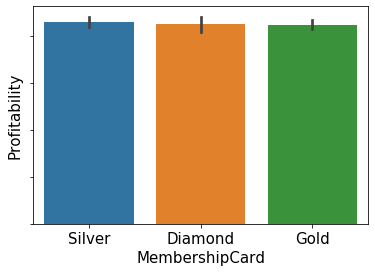 Profitability
Silver
Diamond
Gold
MembershipCard